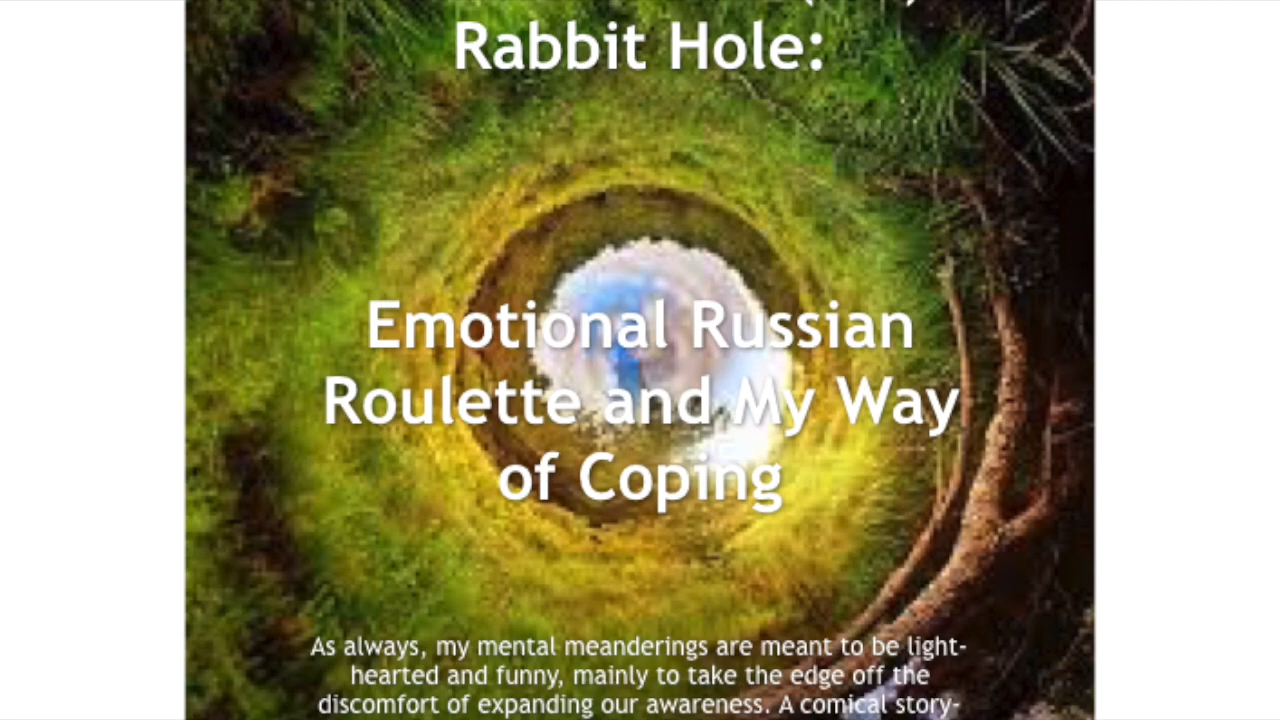 Rabbit Hole:
Emotional Russian
Roulette and My Way
of Coping
As always, my mental meanderings are meant to be light-
hearted and funny, mainly to take the edge off the
discomfort of expanding our awareness. A comical story-